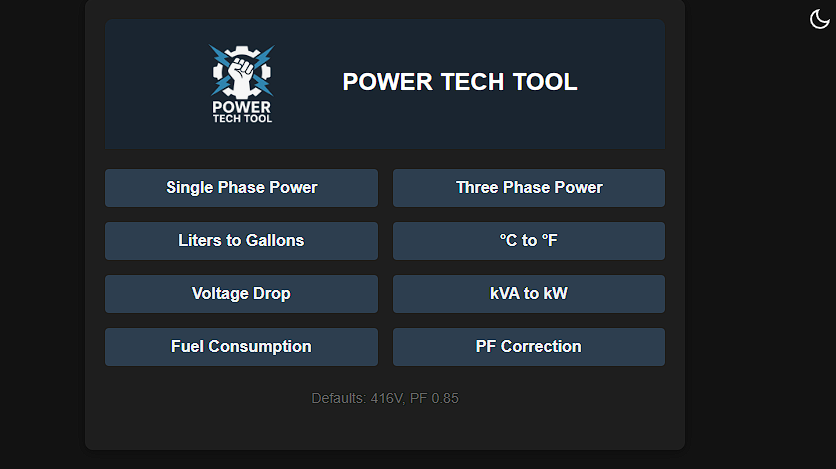 POWER
TECH TOOL
POWER TECH TOOL
Single Phase Power
Three Phase Power
Liters to Gallons
°C to °F
Voltage Drop
kVA to kW
Fuel Consumption
PF Correction
Defaults: 416V, PF 0.85